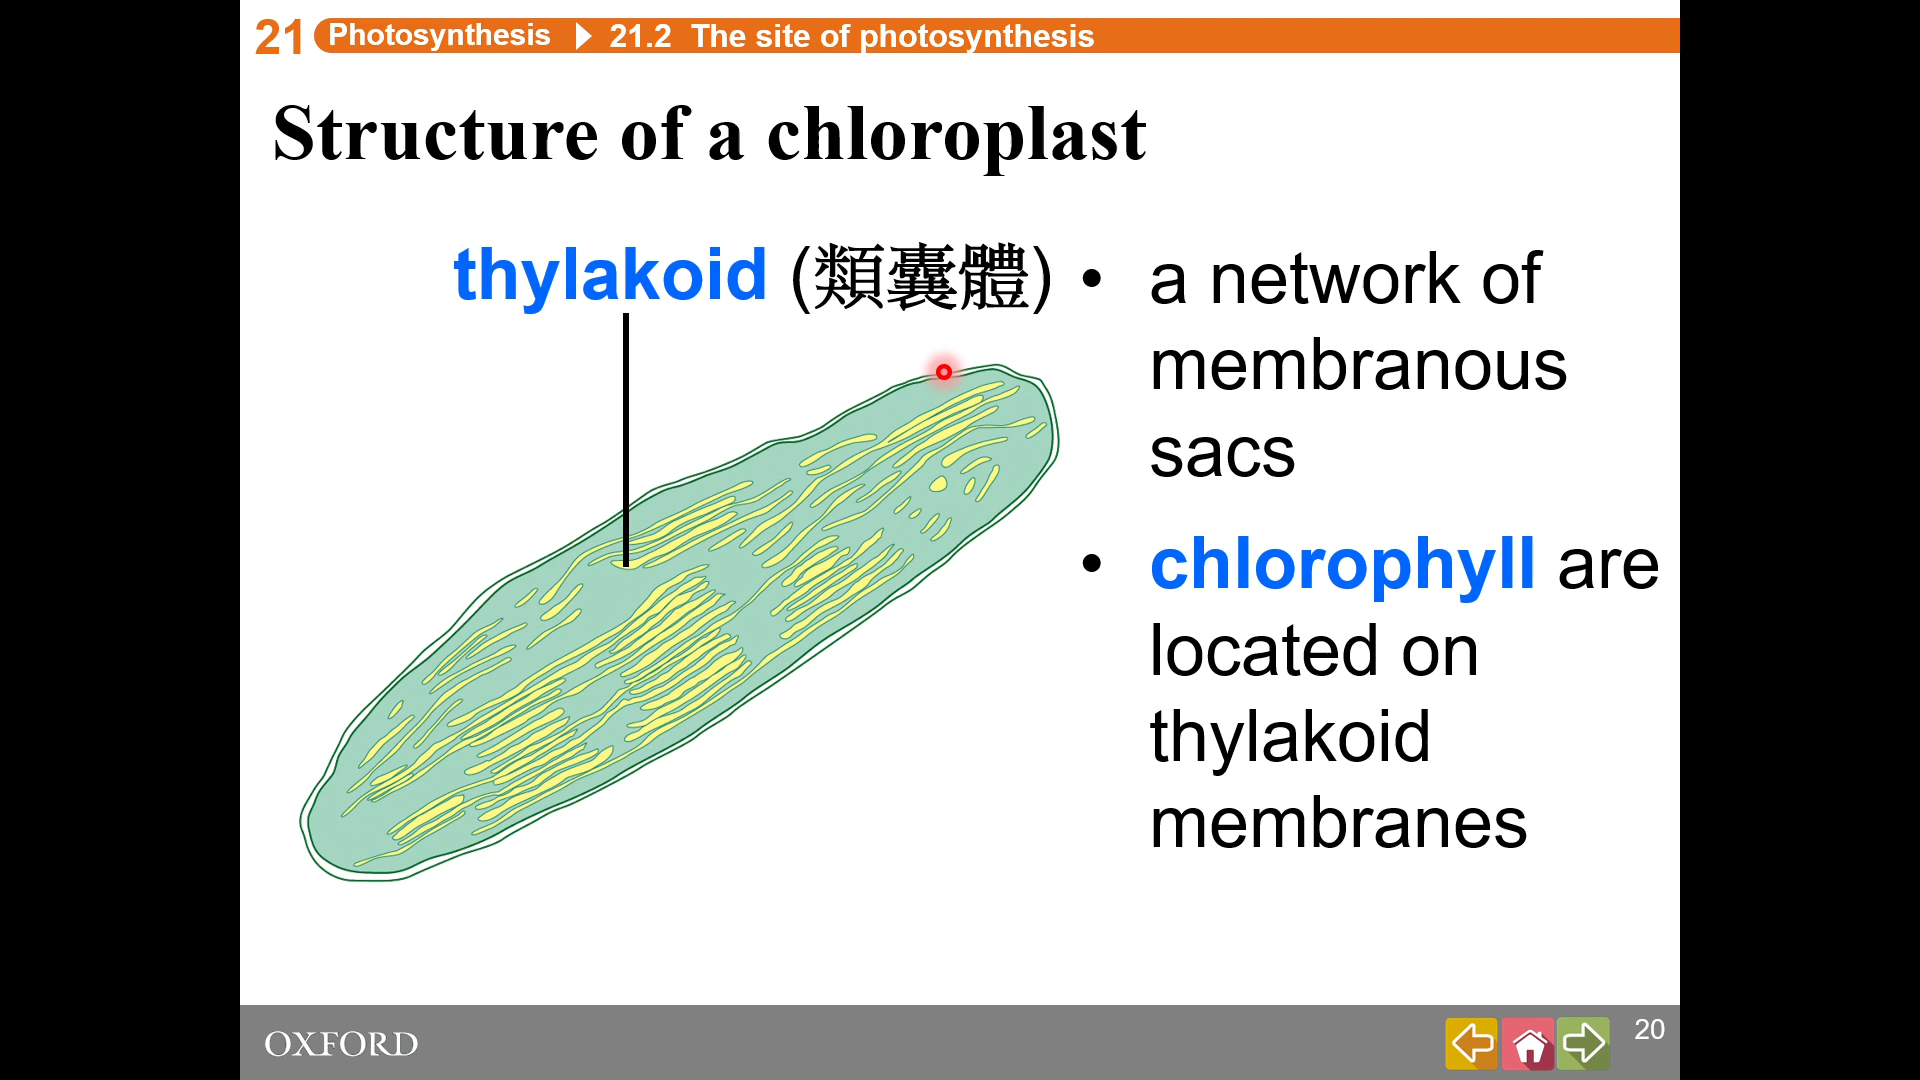 21 Photosynthesis 21.2 The site of photosynthesis
Structure of a chloroplast
thylakoid (類囊體)
• a network of
membranous
sacs
• chlorophyll are
located on
thylakoid
membranes
OXFORD
20